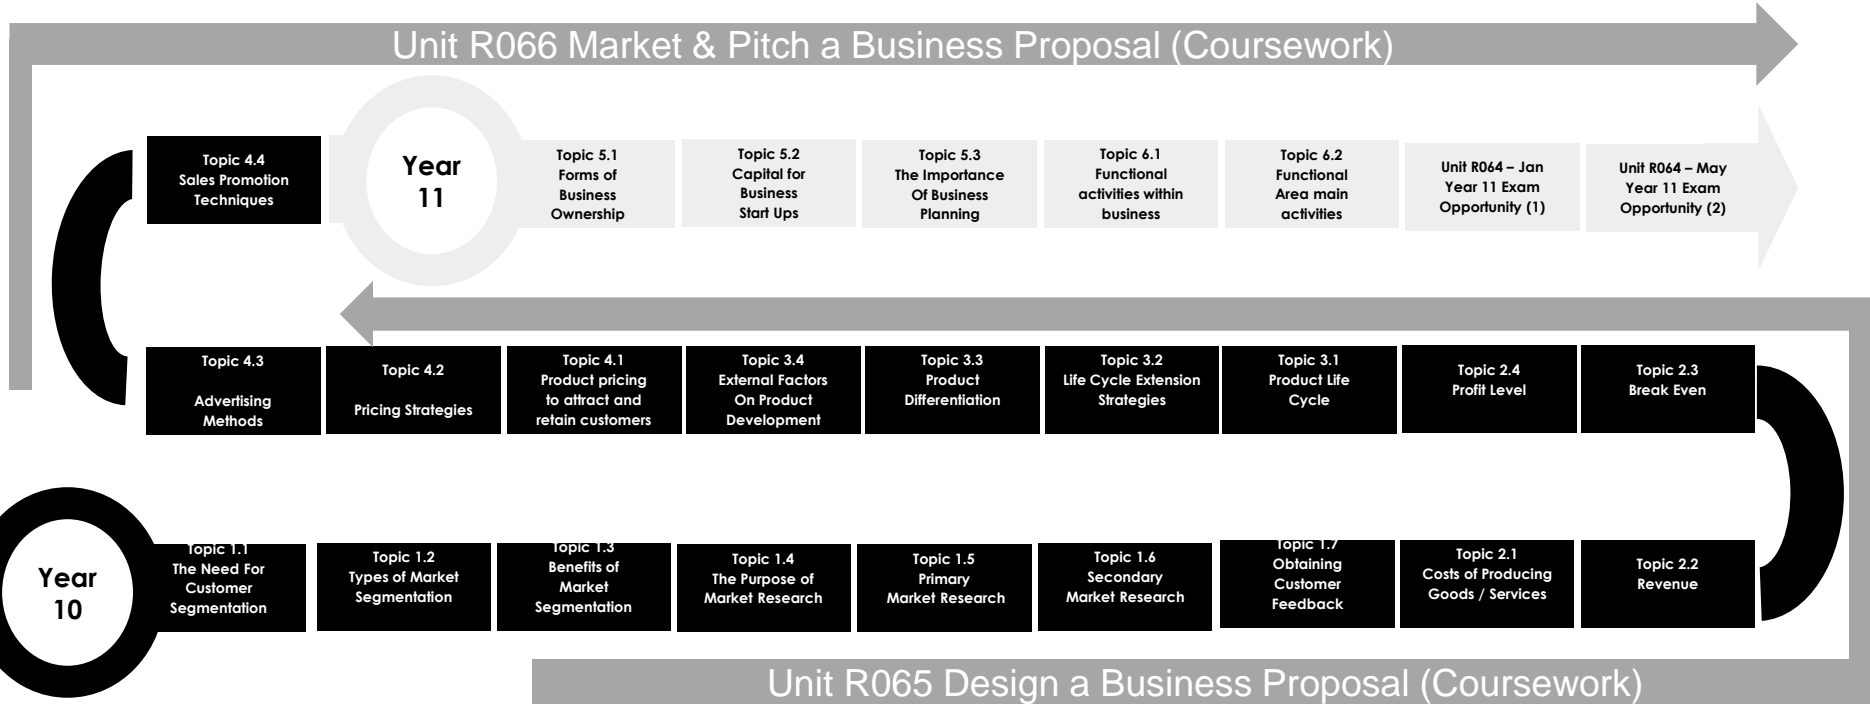 Unit R066 Market & Pitch a Business Proposal (Coursework)
Topic 4.4
Sales Promotion
Techniques
Year
11
Topic 5.1
Forms of
Business
Ownership
Topic 5.2
Capital for
Business
Start Ups
Topic 5.3
The Importance
Of Business
Planning
Topic 6.1
Functional
activities within
business
Topic 6.2
Functional
Area main
activities
Unit R064 – Jan
Year 11 Exam
Opportunity (1)
Unit R064 – May
Year 11 Exam
Opportunity (2)
Topic 4.3
Advertising
Methods
Topic 4.2
Pricing Strategies
Topic 4.1
Product pricing
to attract and
retain customers
Topic 3.4
External Factors
On Product
Development
Topic 3.3
Product
Differentiation
Topic 3.2
Life Cycle Extension
Strategies
Topic 3.1
Product Life
Cycle
Topic 2.4
Profit Level
Topic 2.3
Break Even
Year
10
Topic 1.1
The Need For
Customer
Segmentation
Topic 1.2
Types of Market
Segmentation
Topic 1.3
Benefits of
Market
Segmentation
Topic 1.4
The Purpose of
Market Research
Topic 1.5
Primary
Market Research
Topic 1.6
Secondary
Market Research
Topic 1.7
Obtaining
Customer
Feedback
Topic 2.1
Costs of Producing
Goods / Services
Topic 2.2
Revenue
Unit R065 Design a Business Proposal (Coursework)